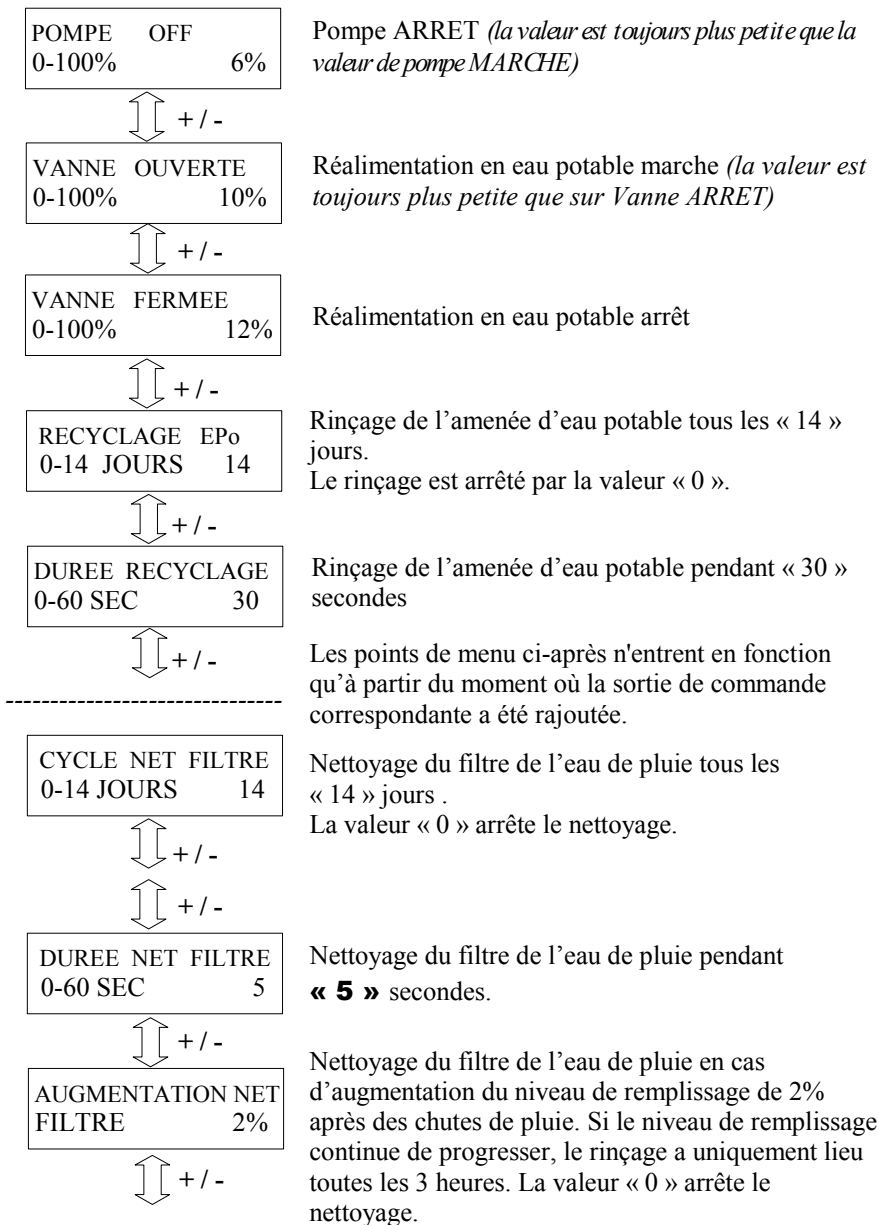 POMPE OFF
0-100% 6%
Pompe ARRET (la valeur est toujours plus petite que la
valeur de pompe MARCHE)
+ / -
VANNE OUVERTE
0-100% 10%
Réalimentation en eau potable marche (la valeur est
toujours plus petite que sur Vanne ARRET)
+ / -
VANNE FERMEE
0-100% 12%
Réalimentation en eau potable arrêt
+ / -
RECYCLAGE EPo
0-14 JOURS 14
Rinçage de l’amenée d’eau potable tous les « 14 »
jours.
Le rinçage est arrêté par la valeur « 0 ».
+ / -
DUREE RECYCLAGE
0-60 SEC 30
Rinçage de l’amenée d’eau potable pendant « 30 »
secondes
+ / -
Les points de menu ci-après n'entrent en fonction
qu’à partir du moment où la sortie de commande
correspondante a été rajoutée.
-------------------------------
CYCLE NET FILTRE
0-14 JOURS 14
Nettoyage du filtre de l’eau de pluie tous les
« 14 » jours .
La valeur « 0 » arrête le nettoyage.
+ / -
+ / -
DUREE NET FILTRE
0-60 SEC 5
Nettoyage du filtre de l’eau de pluie pendant
« 5 » secondes.
+ / -
AUGMENTATION NET
FILTRE 2%
Nettoyage du filtre de l’eau de pluie en cas
d’augmentation du niveau de remplissage de 2%
après des chutes de pluie. Si le niveau de remplissage
continue de progresser, le rinçage a uniquement lieu
toutes les 3 heures. La valeur « 0 » arrête le
nettoyage.
+ / -